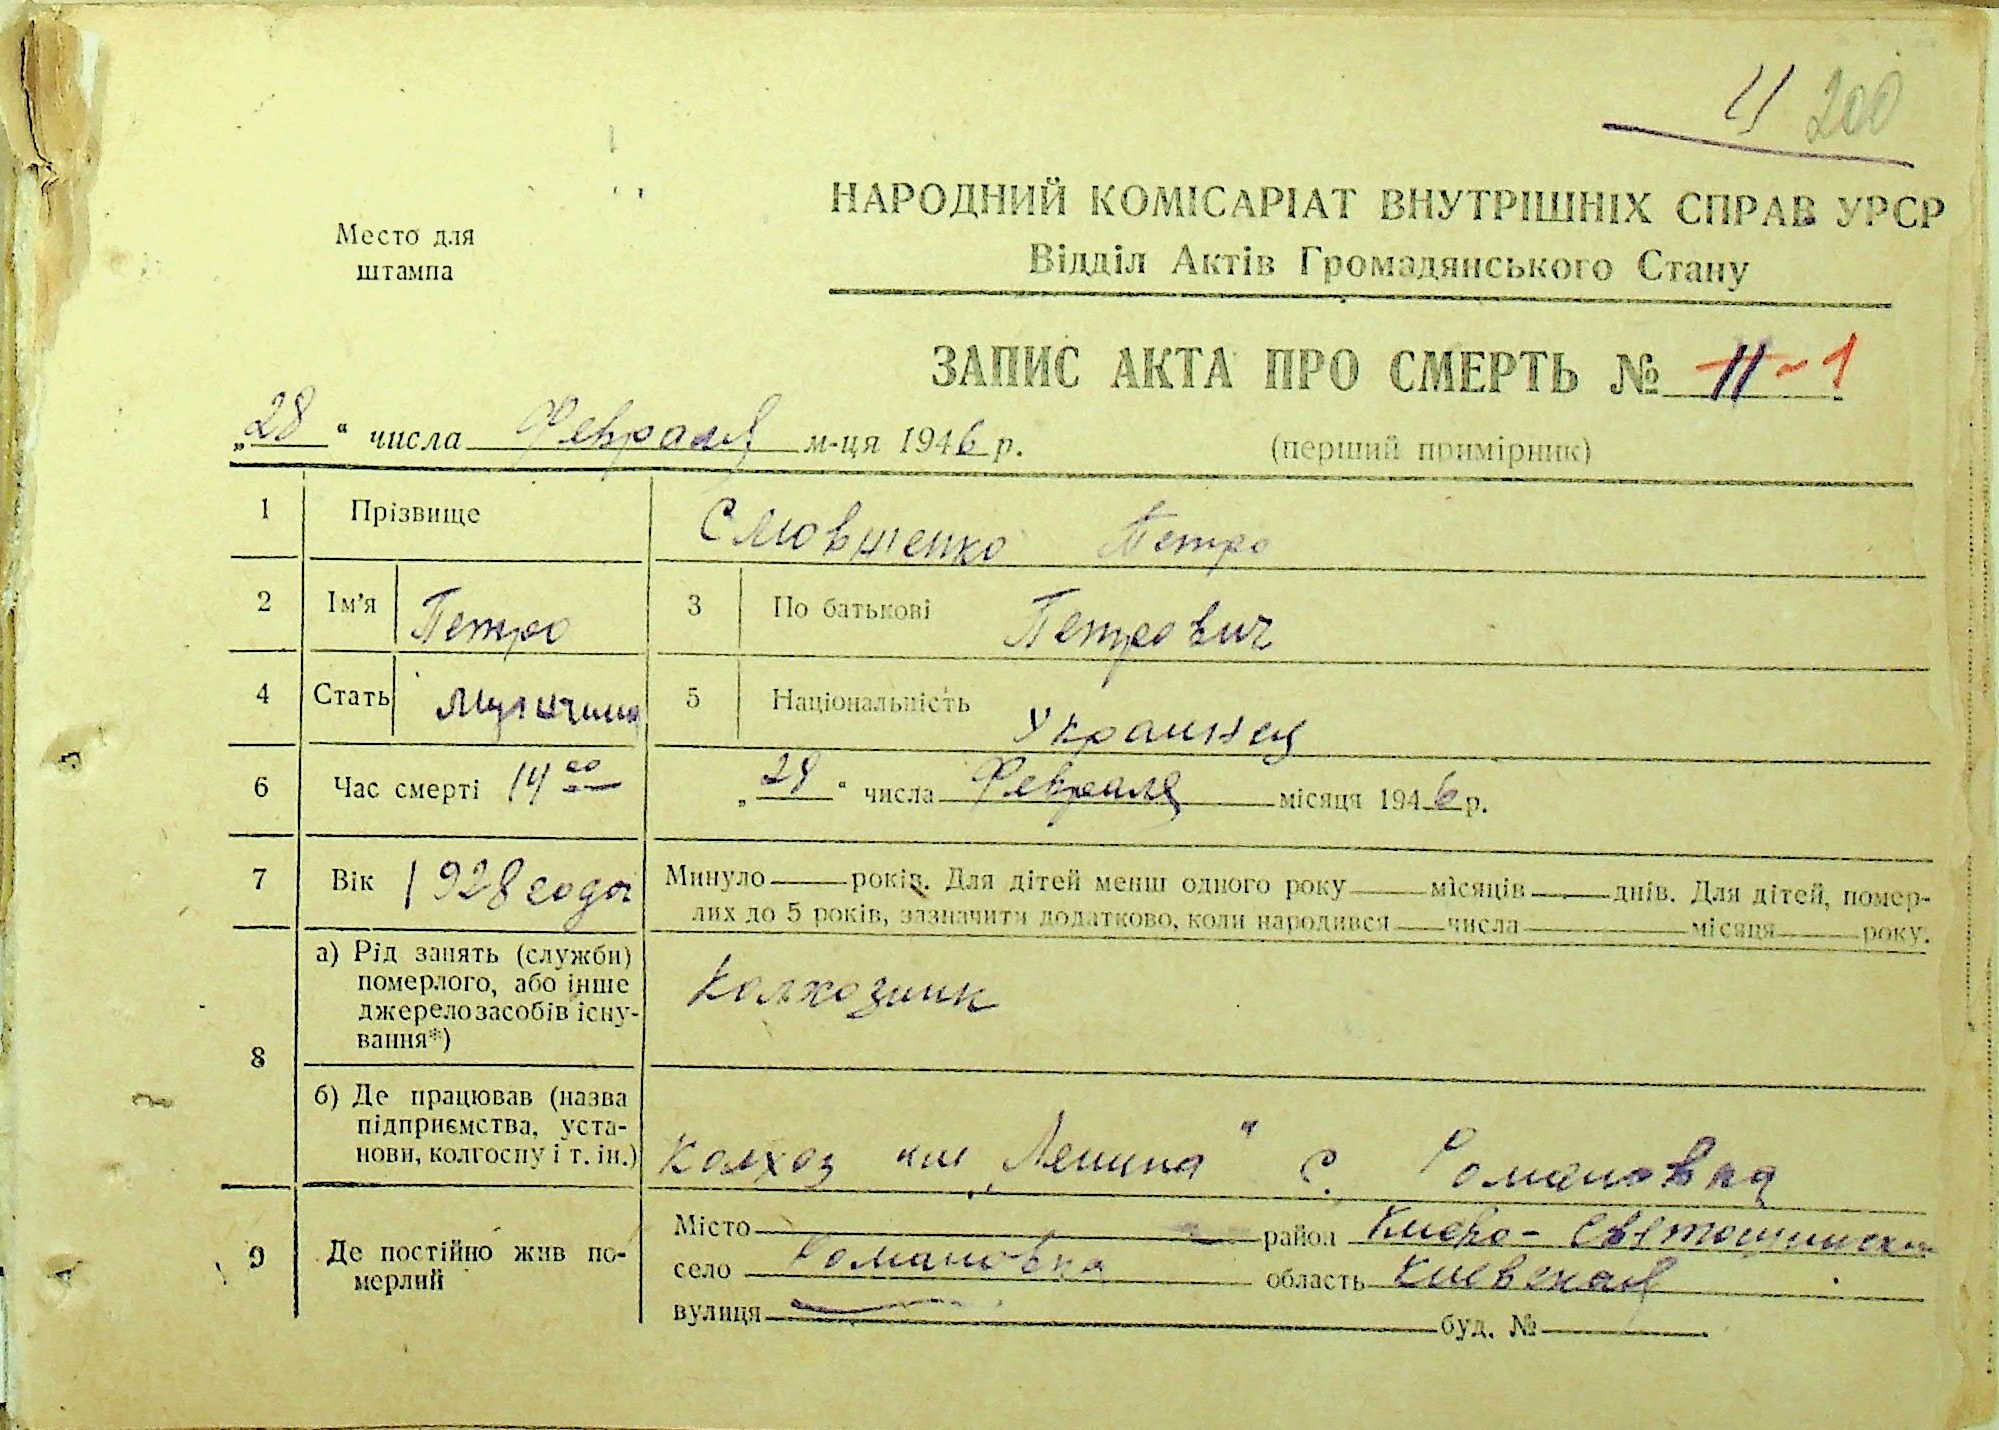 11 200
НАРОДНИЙ КОМІСАРІАТ ВНУТРІШНІХ СПРАВ УРСР
Место для
штампа
Відділ Актів Громадянського Стану
ЗАПИС АКТА ПРО СМЕРТЬ № 11-1
„28“ числа Февраля м-ця 1946 р.
(перший примірник)
1 Прізвище Петро
2 Ім'я Петро 3 По батькові Петрович
4 Стать Мужчина 5 Національність Украинец
6 Час смерті 14 00 „28“ числа Февраля місяця 1946 р.
7 Вік 1928 года Минуло років. Для дітей менш одного року місяців днів. Для дітей, помер-
лих до 5 років, зазначити додатково, коли народився числа місяця року.
8 а) Рід занять (служби)
померлого, або інше
джерело засобів існу-
вання*)
Колхозник
б) Де працював (назва
підприємства, уста-
нови, колгоспу і т. ін.)
Колхоз им „Ленина“ с. Романовка
9 Де постійно жив по-
мерлий
Місто район Киево-Святошинский
село Романовка область Киевская
вулиця буд. №